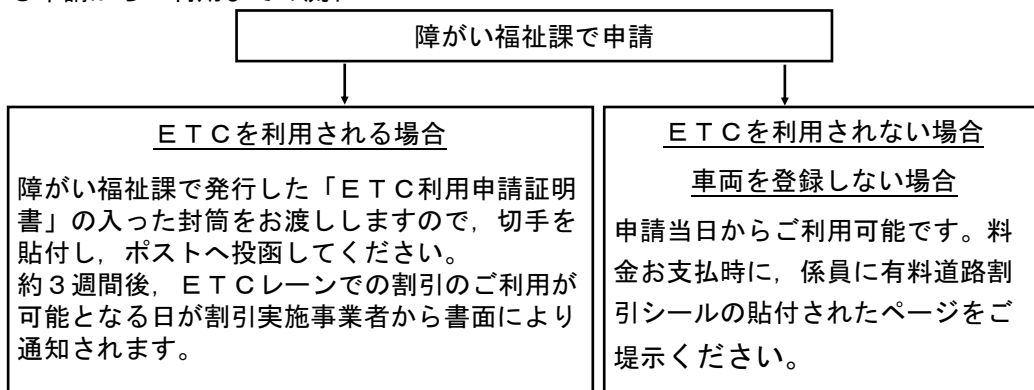 障がい福祉課で申請
ＥＴＣを利用される場合
障がい福祉課で発行した「ＥＴＣ利用申請証明
書」の入った封筒をお渡ししますので，切手を
貼付し，ポストへ投函してください。
約３週間後，ＥＴＣレーンでの割引のご利用が
可能となる日が割引実施事業者から書面により
通知されます。
ＥＴＣを利用されない場合
車両を登録しない場合
申請当日からご利用可能です。料
金お支払時に，係員に有料道路割
引シールの貼付されたページをご
提示ください。